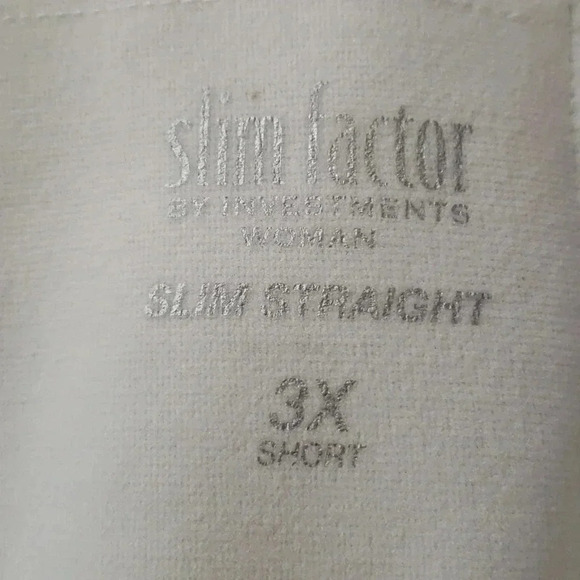 slim factor
BY INVESTMENTS
WOMAN
SLIM STRAIGHT
3X
SHORT